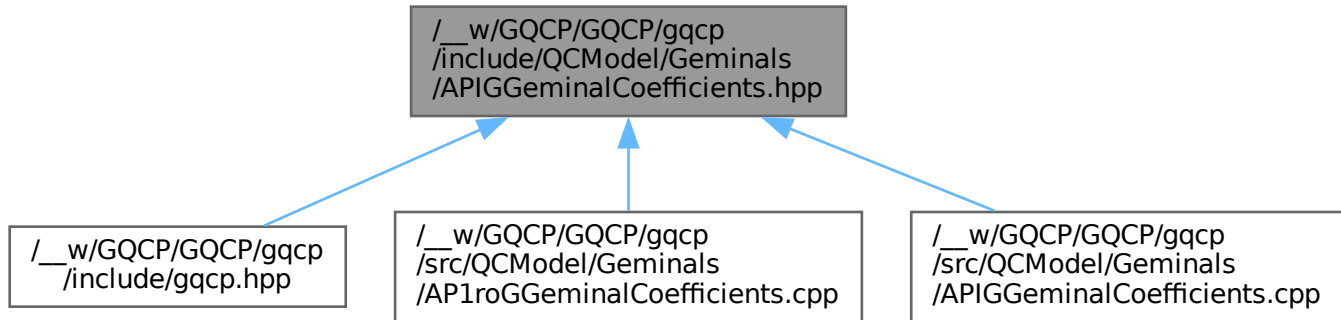 /__w/GQCP/GQCP/gqcp
/include/QCModel/Geminals
/APIGGeminalCoefficients.hpp
/__w/GQCP/GQCP/gqcp
/include/gqcp.hpp
/__w/GQCP/GQCP/gqcp
/src/QCModel/Geminals
/AP1roGGeminalCoefficients.cpp
/__w/GQCP/GQCP/gqcp
/src/QCModel/Geminals
/APIGGeminalCoefficients.cpp